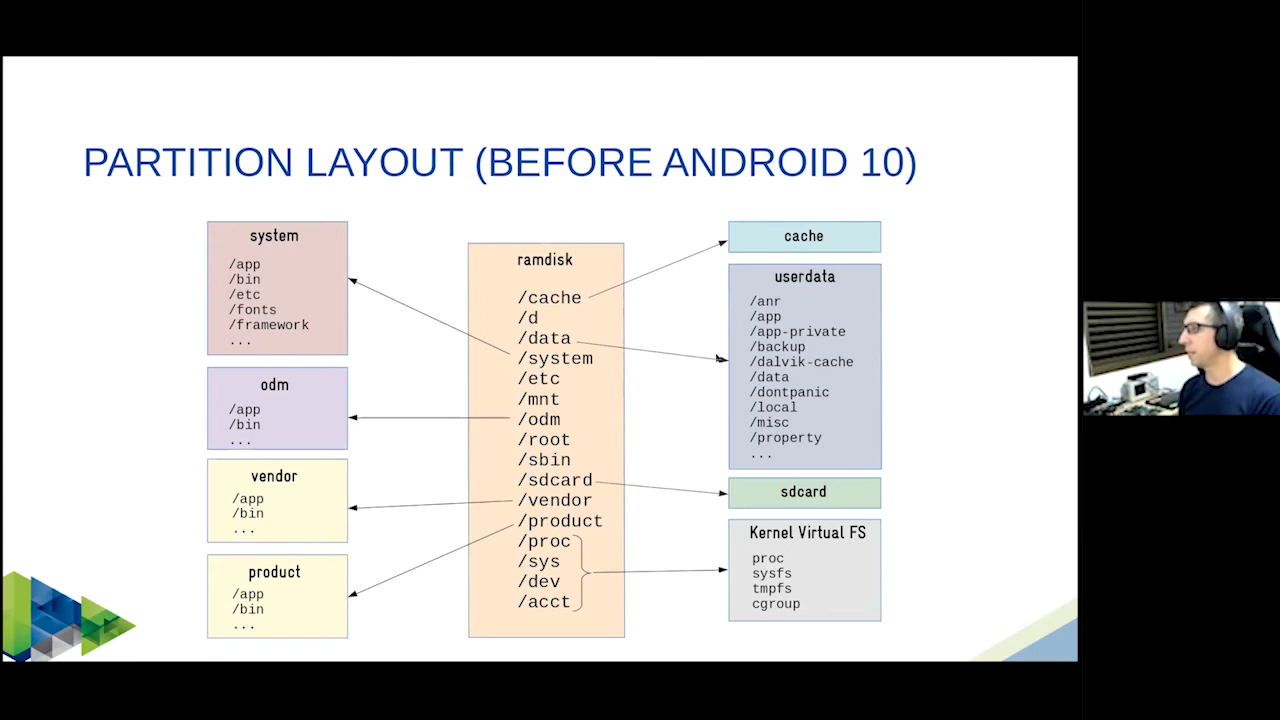 PARTITION LAYOUT (BEFORE ANDROID 10)
system
/app
/bin
/etc
/fonts
/framework
...
odm
/app
/bin
...
vendor
/app
/bin
...
product
/app
/bin
...
ramdisk
/cache
/d
/data
/system
/etc
/mnt
/odm
/root
/sbin
/sdcard
/vendor
/product
/proc
/sys
/dev
/acct
cache
userdata
/anr
/app
/app-private
/backup
/dalvik-cache
/data
/dontpanic
/local
/misc
/property
...
sdcard
Kernel Virtual FS
proc
sysfs
tmpfs
cgroup